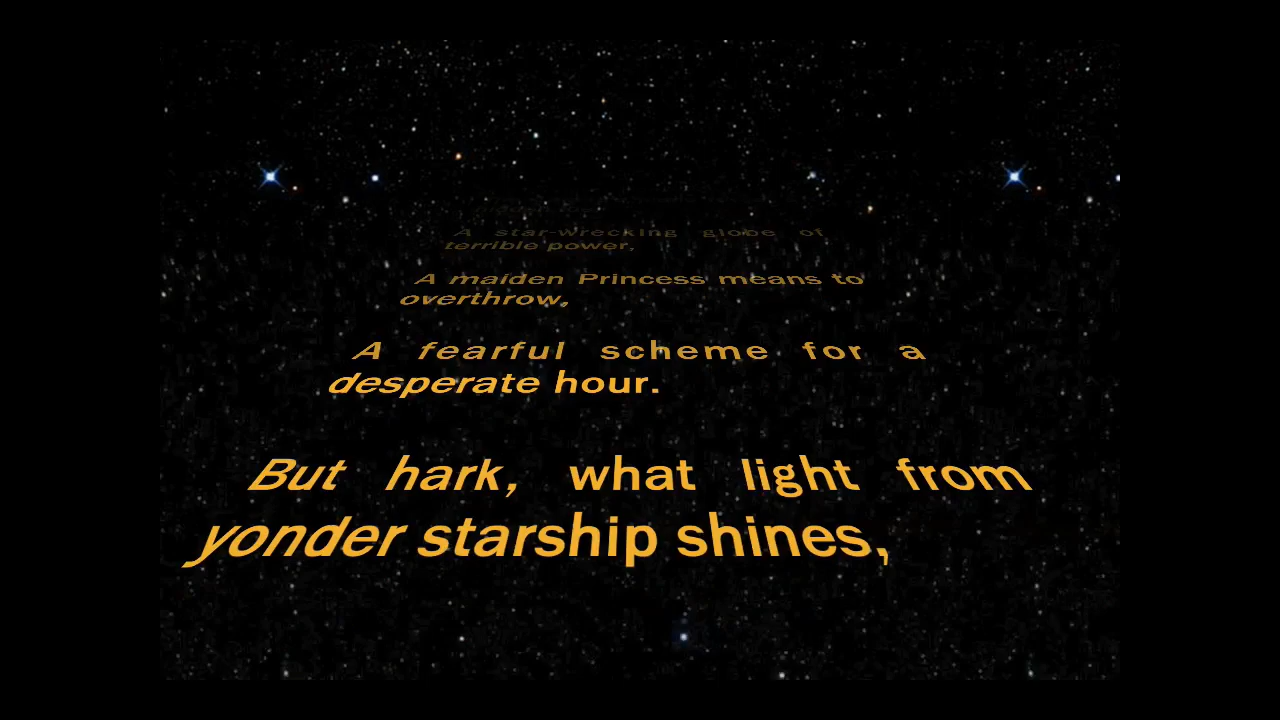 A star-wrecking globe of
terrible power,
A maiden Princess means to
overthrow,
A fearful scheme for a
desperate hour.
But hark, what light from
yonder starship shines,